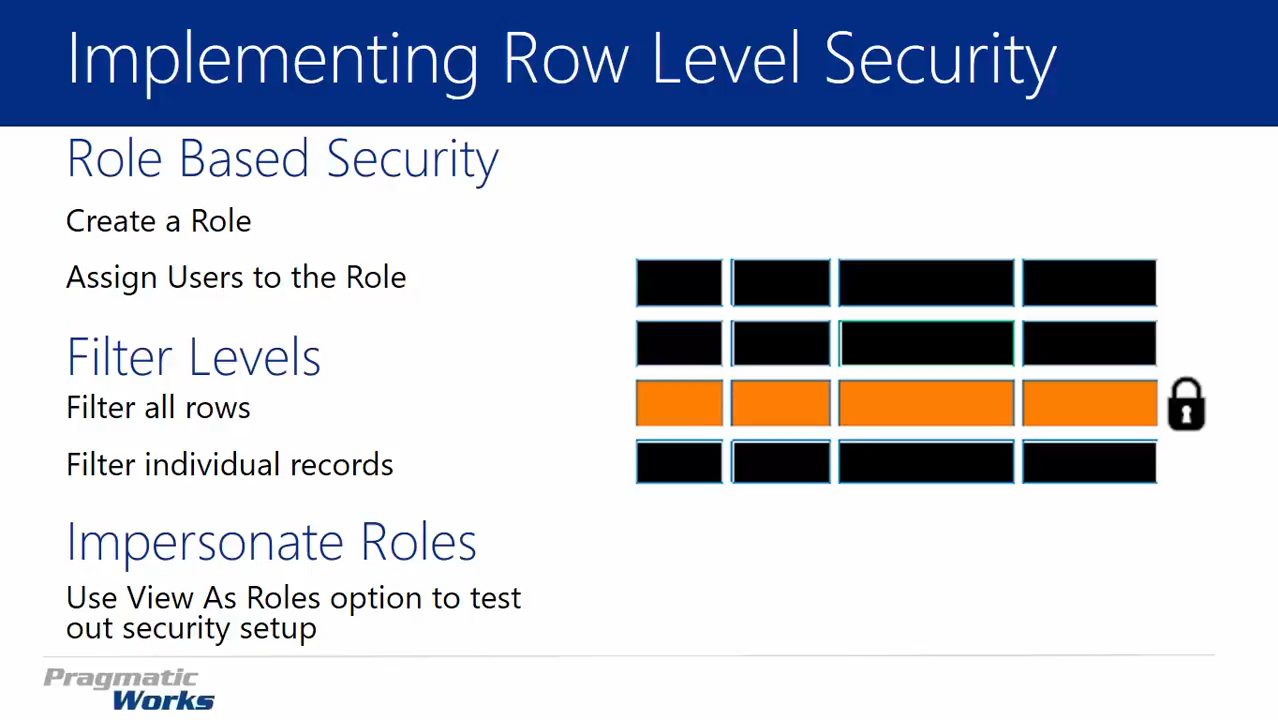 Implementing Row Level Security
Role Based Security
Create a Role
Assign Users to the Role
Filter Levels
Filter all rows
Filter individual records
Impersonate Roles
Use View As Roles option to test
out security setup
Pragmatic
Works